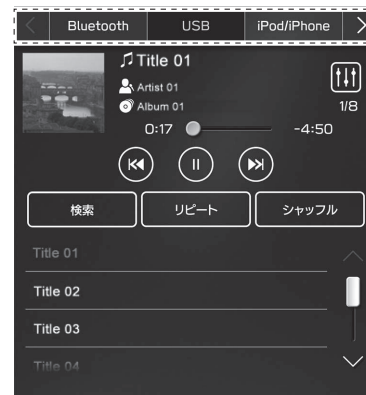 Bluetooth USB iPod/iPhone
Title 01
Artist 01
Album 01
1/8
0:17 -4:50
検索 リピート シャッフル
Title 01
Title 02
Title 03
Title 04